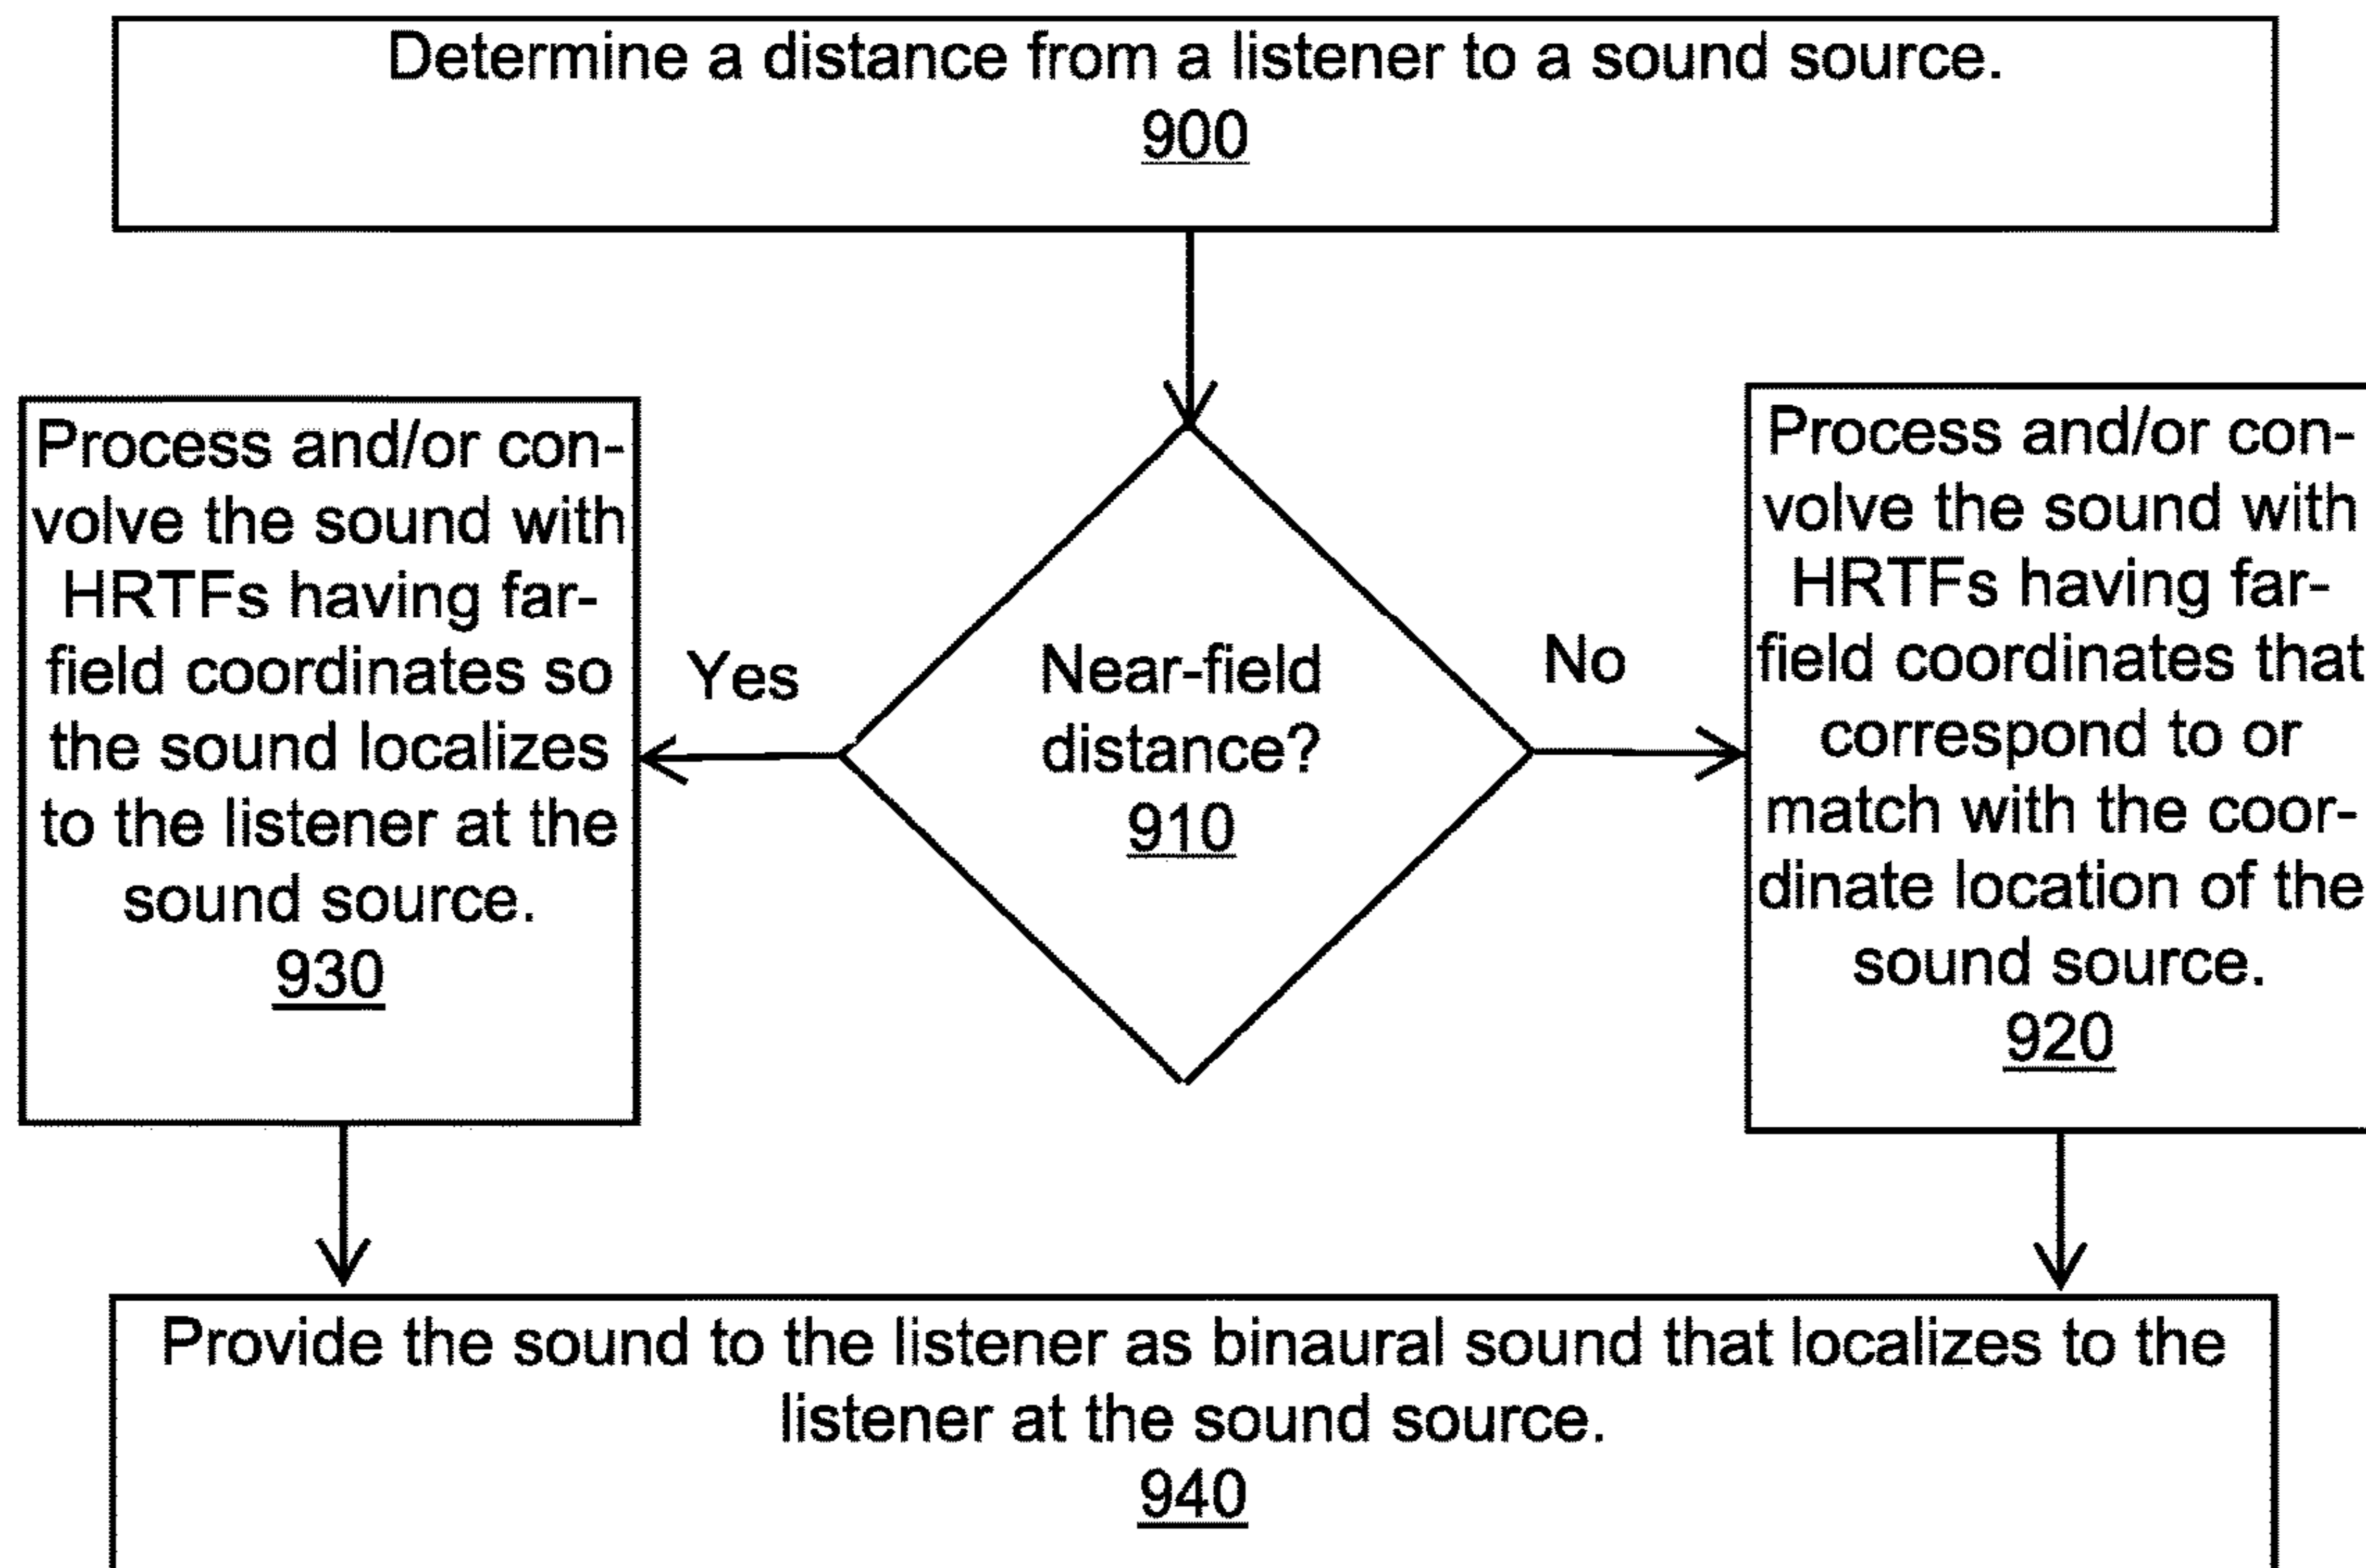 Determine a distance from a listener to a sound source.
900
Process and/or con-
volve the sound with
HRTFs having far-
field coordinates so
the sound localizes
to the listener at the
sound source.
930
Yes
Near-field
distance?
910
No
Process and/or con-
volve the sound with
HRTFs having far-
field coordinates that
correspond to or
match with the coor-
dinate location of the
sound source.
920
Provide the sound to the listener as binaural sound that localizes to the
listener at the sound source.
940